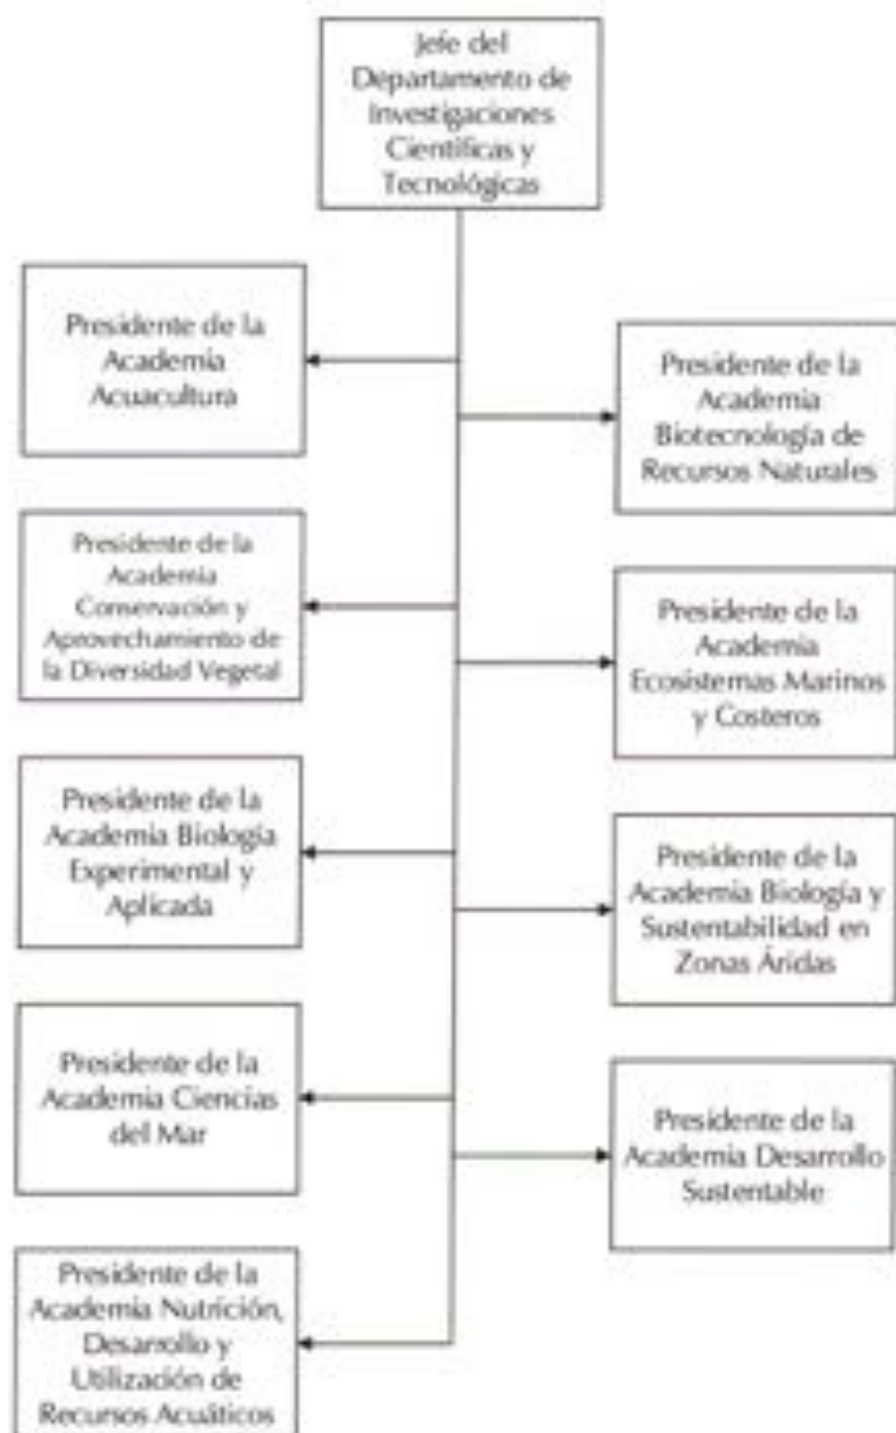 Jefe del
Departamento de
Investigaciones
Científicas y
Tecnológicas
Presidente de la
Academia
Acuacultura
Presidente de la
Academia
Biotecnología de
Recursos Naturales
Presidente de la
Academia
Conservación y
Aprovechamiento de
la Diversidad Vegetal
Presidente de la
Academia
Ecosistemas Marinos
y Costeros
Presidente de la
Academia Biología
Experimental y
Aplicada
Presidente de la
Academia Biología y
Sustentabilidad en
Zonas Áridas
Presidente de la
Academia Ciencias
del Mar
Presidente de la
Academia Desarrollo
Sustentable
Presidente de la
Academia Nutrición,
Desarrollo y
Utilización de
Recursos Acuáticos